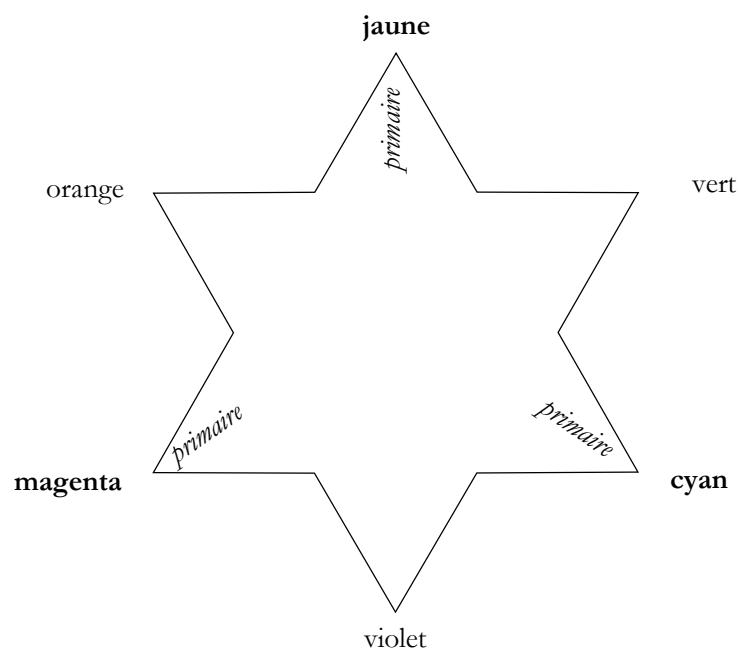 jaune
primaire
orange
vert
primaire
primaire
magenta
cyan
violet